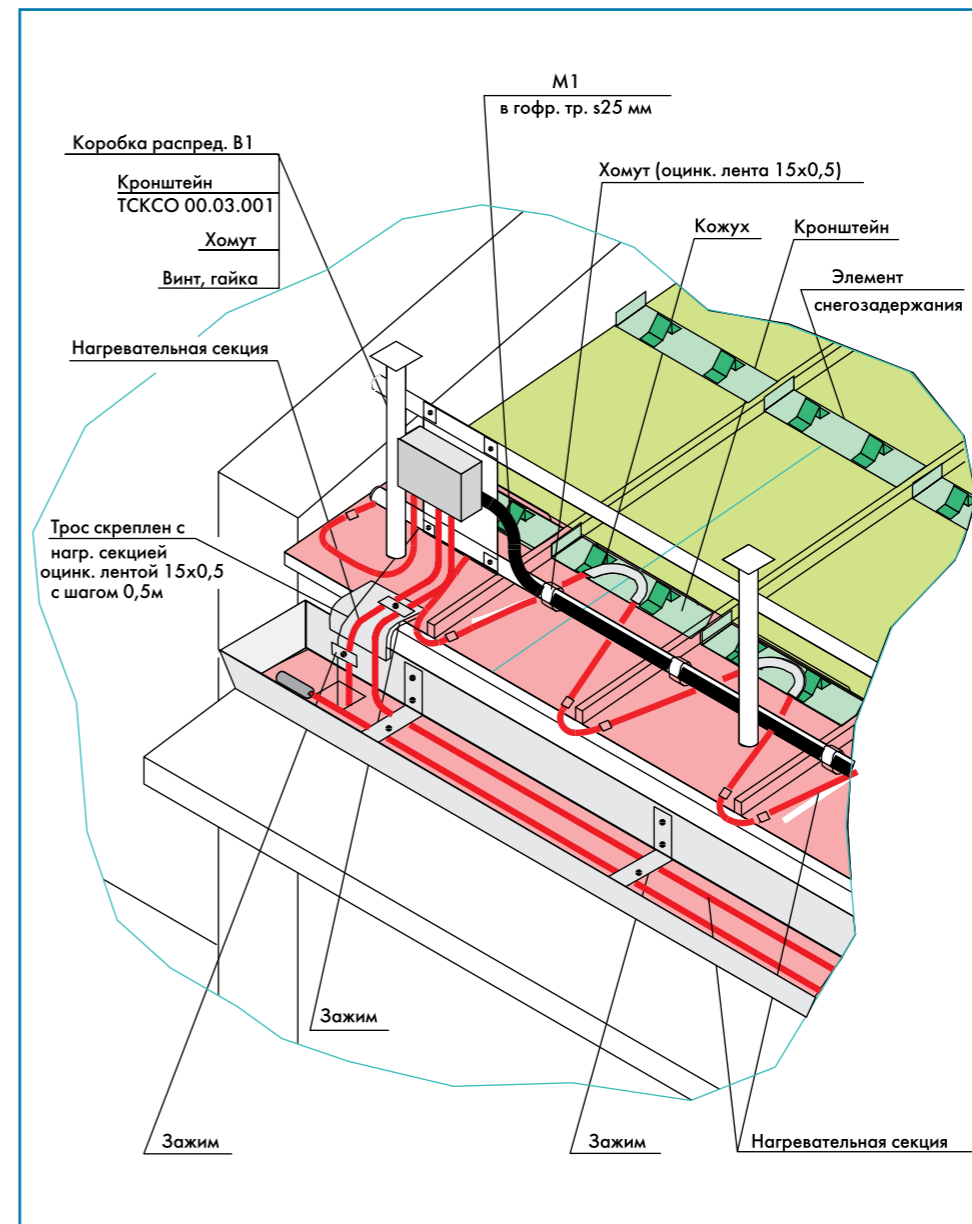 М1
в гофр. тр. s25 мм
Коробка распред. В1
Кронштейн
ТСКСО 00.03.001
Хомут
Винт, гайка
Хомут (оцинк. лента 15х0,5)
Кожух
Кронштейн
Элемент
снегозадержания
Нагревательная секция
Трос скреплен с
нагр. секцией
оцинк. лентой 15х0,5
с шагом 0,5м
Зажим
Зажим
Зажим
Нагревательная секция